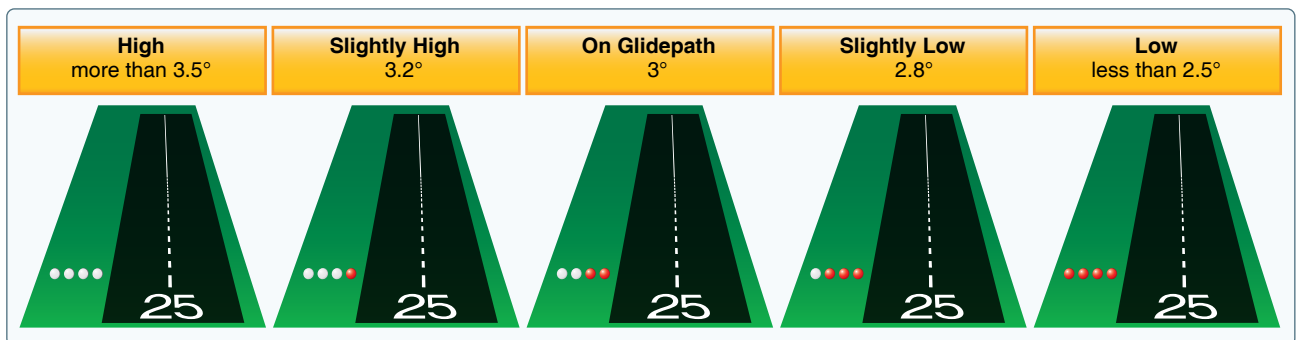 High
more than 3.5°
Slightly High
3.2°
On Glidepath
3°
Slightly Low
2.8°
Low
less than 2.5°
25
25
25
25
25